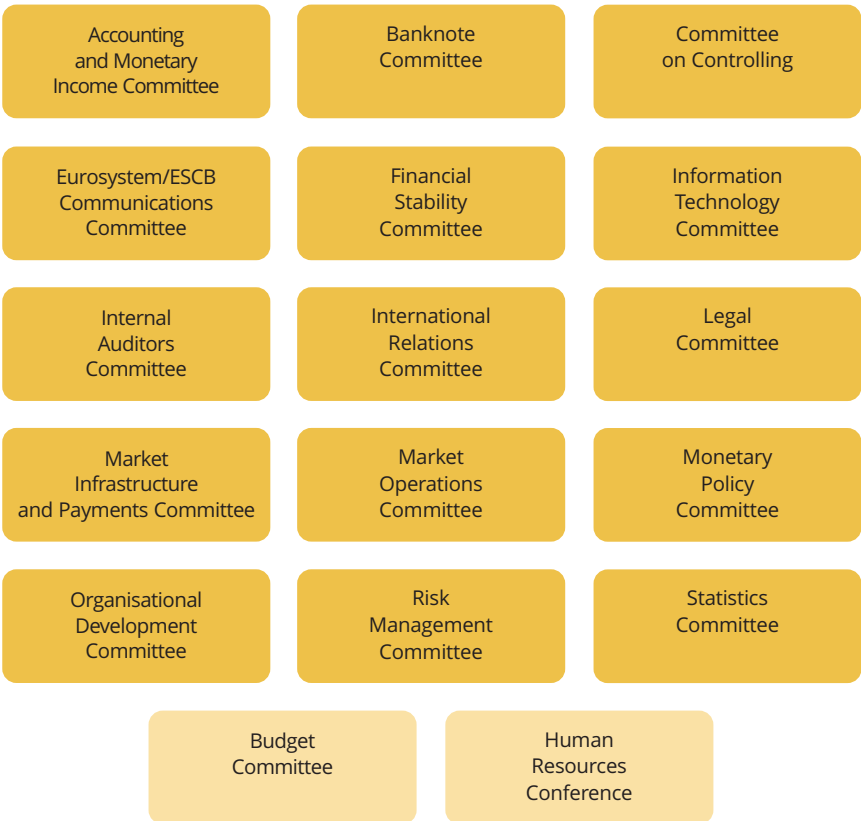 Accounting
and Monetary
Income Committee
Banknote
Committee
Committee
on Controlling
Eurosystem/ESCB
Communications
Committee
Financial
Stability
Committee
Information
Technology
Committee
Internal
Auditors
Committee
International
Relations
Committee
Legal
Committee
Market
Infrastructure
and Payments Committee
Market
Operations
Committee
Monetary
Policy
Committee
Organisational
Development
Committee
Risk
Management
Committee
Statistics
Committee
Budget
Committee
Human
Resources
Conference